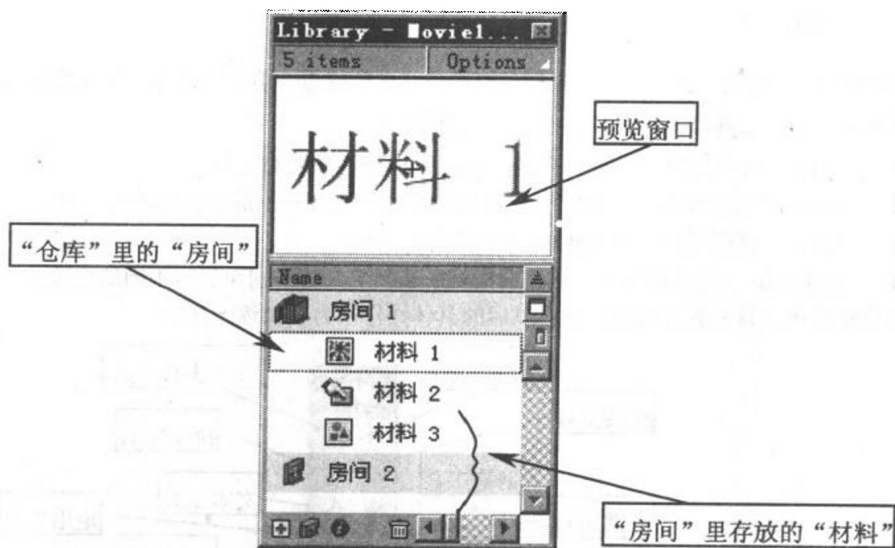 Library - Movie1...
5 items Options
材料 1
预览窗口
“仓库”里的“房间”
Name
房间 1
材料 1
材料 2
材料 3
房间 2
“房间”里存放的“材料”